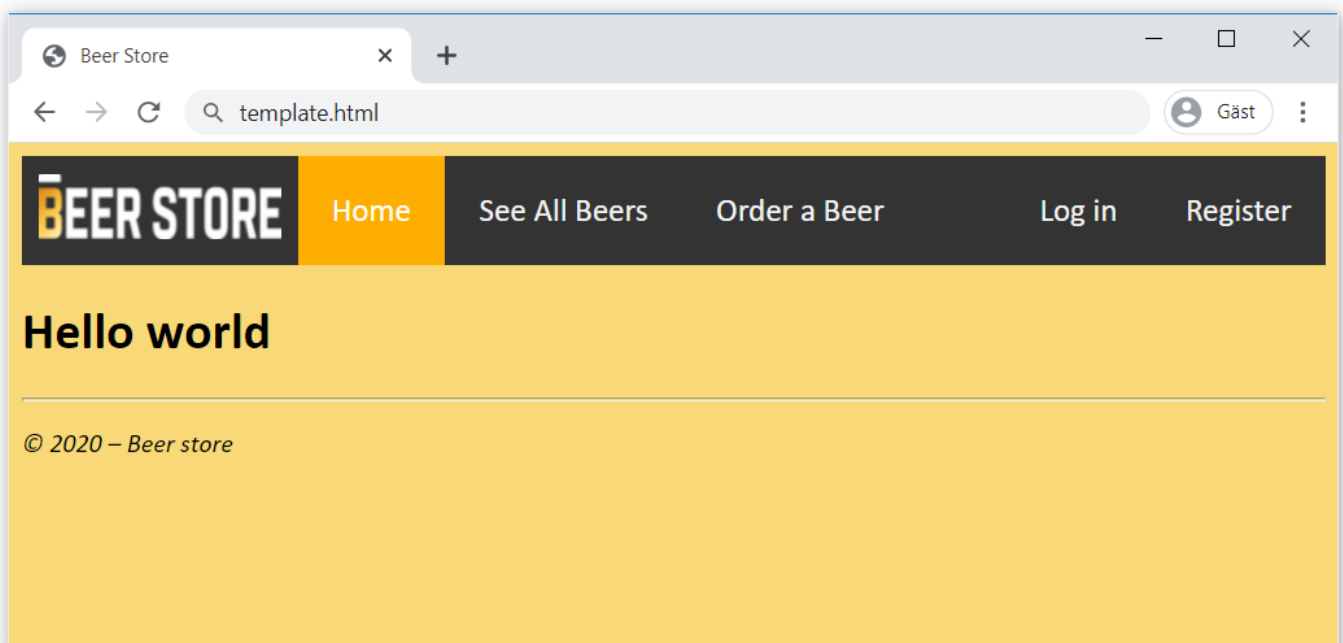 Beer Store
template.html Gäst
BEER STORE Home See All Beers Order a Beer Log in Register
Hello world
© 2020 – Beer store